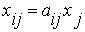 x_{ij} = a_{ij} x_j